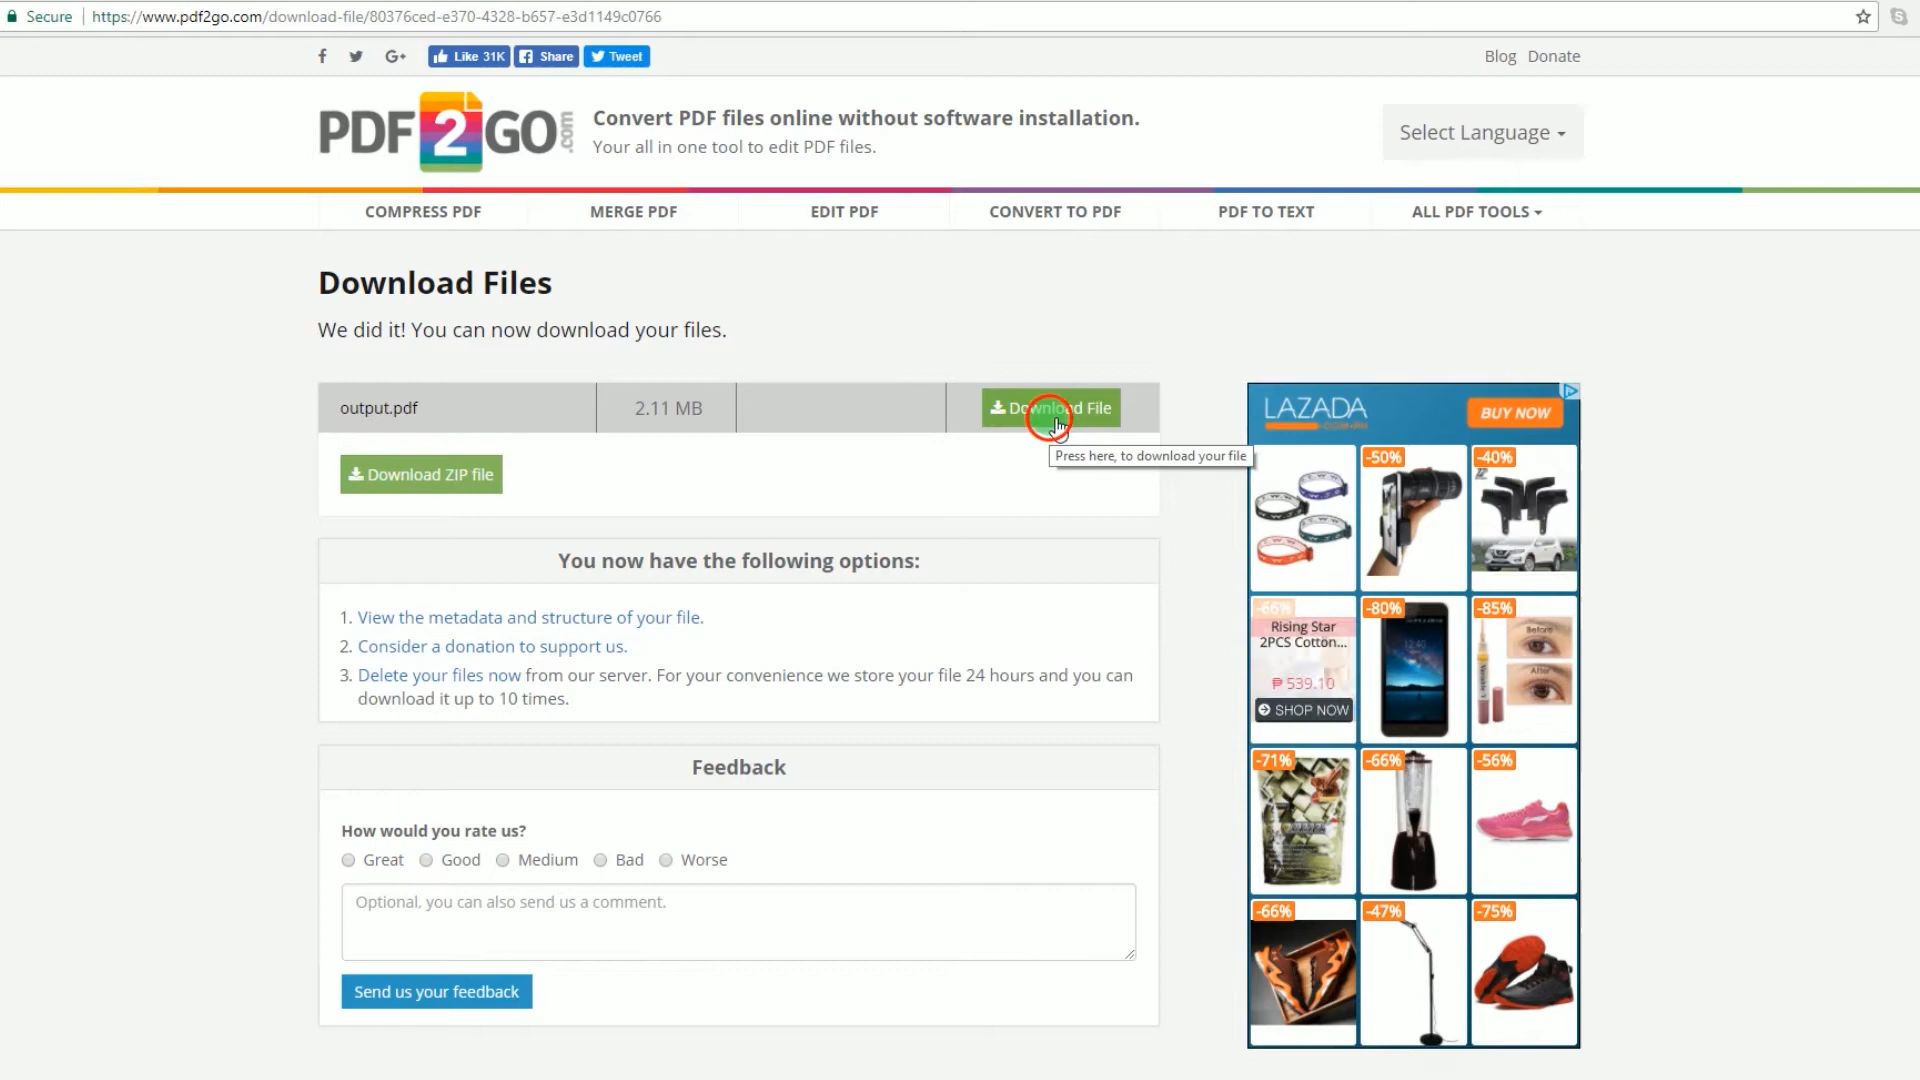 Secure https://www.pdf2go.com/download-file/80376ced-e370-4328-b657-e3d1149c0766
Like 31K Share Tweet
Blog Donate
PDF2GO.com
Convert PDF files online without software installation.
Your all in one tool to edit PDF files.
Select Language
COMPRESS PDF MERGE PDF EDIT PDF CONVERT TO PDF PDF TO TEXT ALL PDF TOOLS
Download Files
We did it! You can now download your files.
output.pdf 2.11 MB Download File
Press here, to download your file
Download ZIP file
You now have the following options:
1. View the metadata and structure of your file.
2. Consider a donation to support us.
3. Delete your files now from our server. For your convenience we store your file 24 hours and you can
download it up to 10 times.
Feedback
How would you rate us?
Great Good Medium Bad Worse
Optional, you can also send us a comment.
Send us your feedback
LAZADA BUY NOW
-50% -40%
-66% -80% -85%
Rising Star
2PCS Cotton...
₱ 539.10
SHOP NOW
Before
After
-71% -66% -56%
-66% -47% -75%